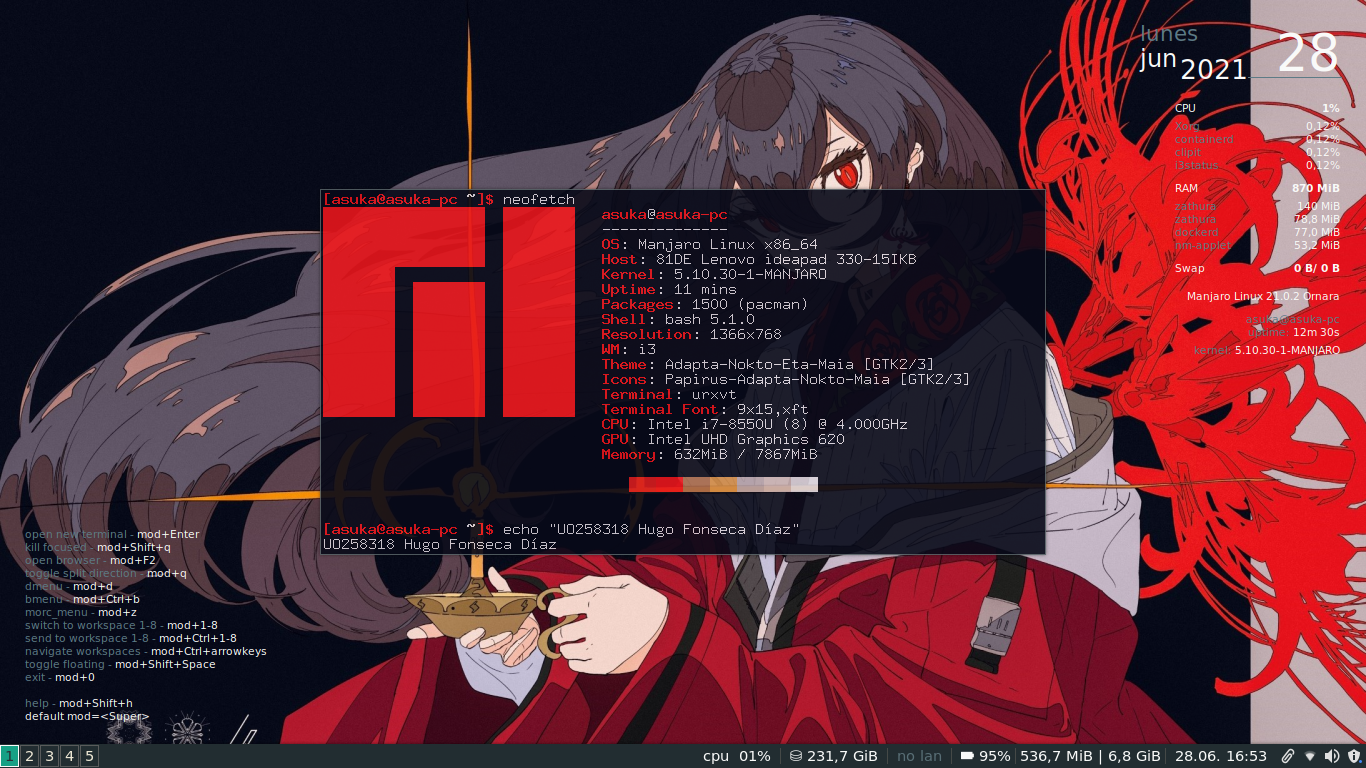 lunes
jun 2021 28
CPU 1%
Xorg 0,12%
containerd 0,12%
clipit 0,12%
i3status 0,12%
RAM 870 MiB
zathura 140 MiB
zathura 78,8 MiB
dockerd 77,0 MiB
nm-applet 53,2 MiB
Swap 0 B/ 0 B
Manjaro Linux 21.0.2 Ornara
asuka@asuka-pc
uptime: 12m 30s
kernel: 5.10.30-1-MANJARO
[asuka@asuka-pc ~]$ neofetch
asuka@asuka-pc
--------------
OS: Manjaro Linux x86_64
Host: 81DE Lenovo ideapad 330-15IKB
Kernel: 5.10.30-1-MANJARO
Uptime: 11 mins
Packages: 1500 (pacman)
Shell: bash 5.1.0
Resolution: 1366x768
WM: i3
Theme: Adapta-Nokto-Eta-Maia [GTK2/3]
Icons: Papirus-Adapta-Nokto-Maia [GTK2/3]
Terminal: urxvt
Terminal Font: 9x15,xft
CPU: Intel i7-8550U (8) @ 4.000GHz
GPU: Intel UHD Graphics 620
Memory: 632MiB / 7867MiB
[asuka@asuka-pc ~]$ echo "UO258318 Hugo Fonseca Díaz"
UO258318 Hugo Fonseca Díaz
open new terminal - mod+Enter
kill focused - mod+Shift+q
open browser - mod+F2
toggle split direction - mod+q
dmenu - mod+d
bmenu - mod+Ctrl+b
morc_menu - mod+z
switch to workspace 1-8 - mod+1-8
send to workspace 1-8 - mod+Ctrl+1-8
navigate workspaces - mod+Ctrl+arrowkeys
toggle floating - mod+Shift+Space
exit - mod+0
help - mod+Shift+h
default mod=<Super>
1 2 3 4 5 cpu 01% 231,7 GiB no lan 95% 536,7 MiB | 6,8 GiB 28.06. 16:53